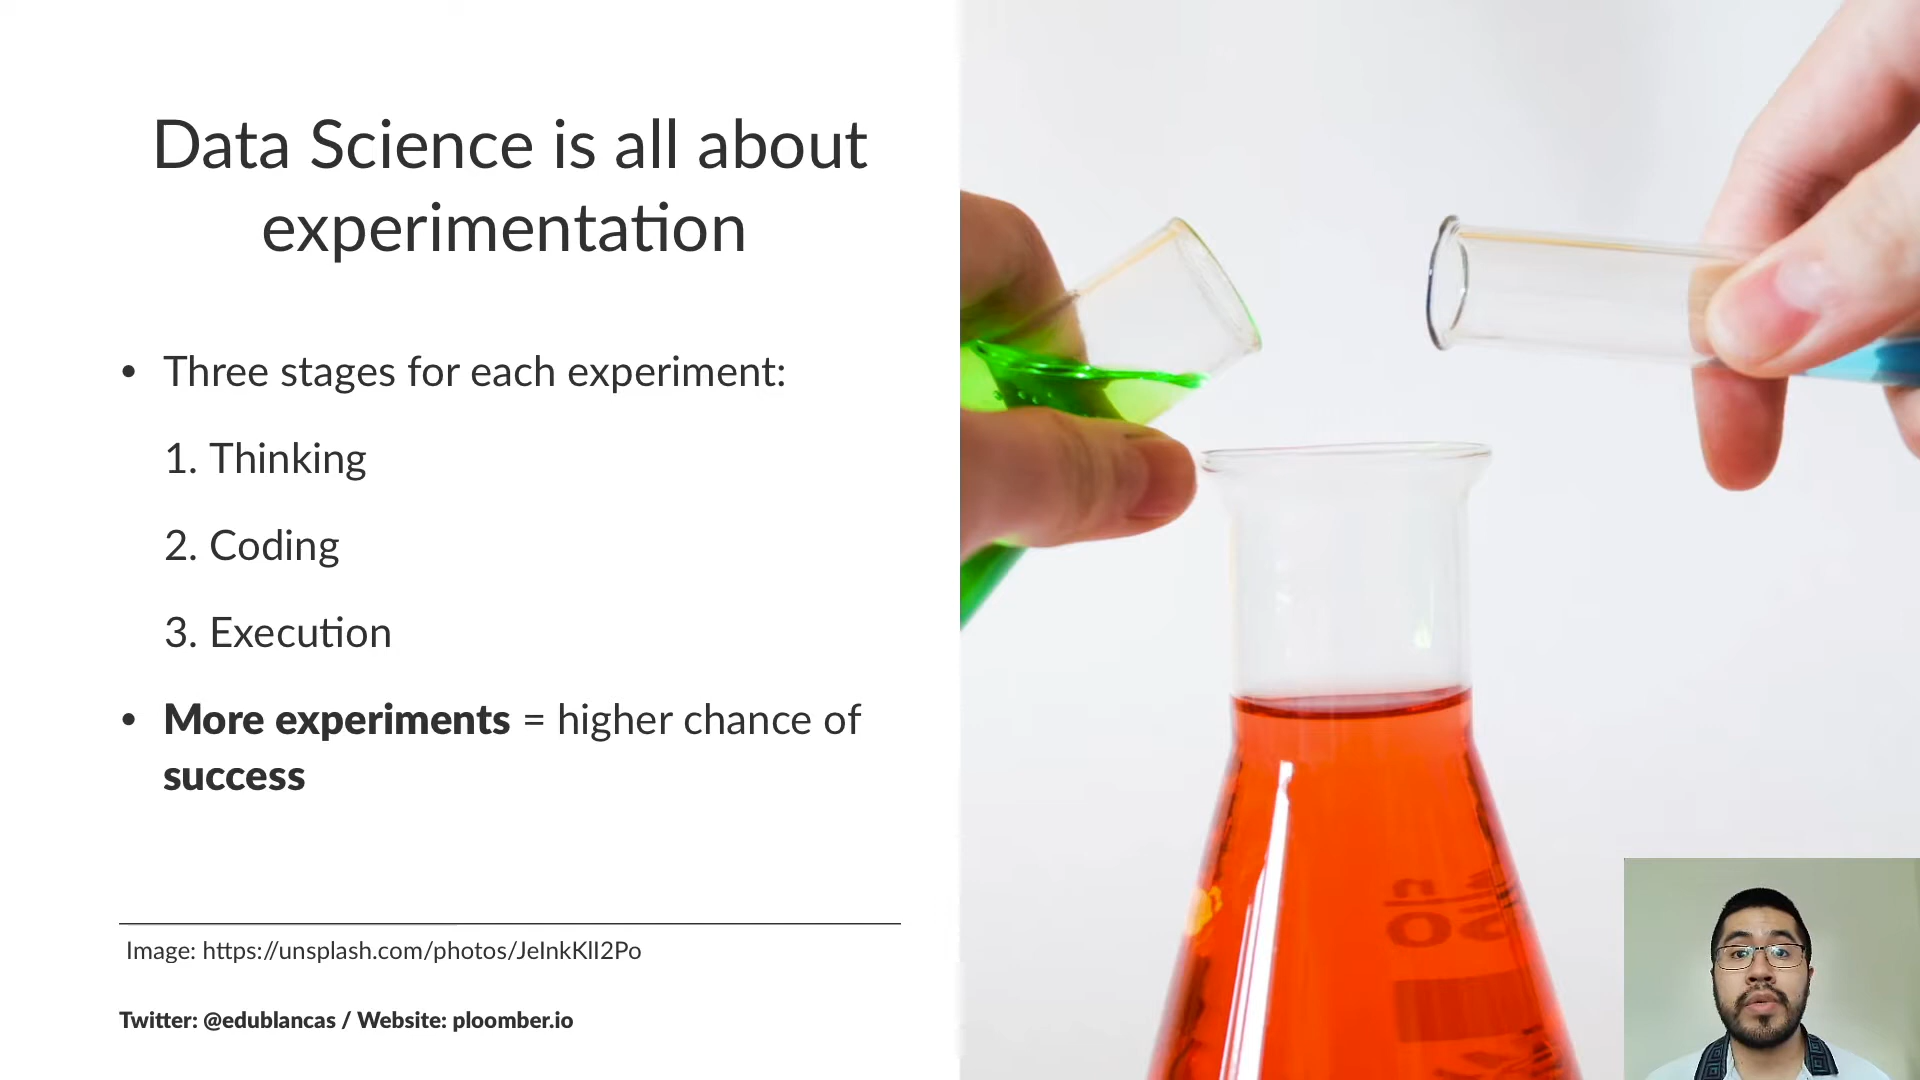 Data Science is all about
experimentation
• Three stages for each experiment:
1. Thinking
2. Coding
3. Execution
• More experiments = higher chance of
success
Image: https://unsplash.com/photos/JeInkKlI2Po
Twitter: @edublancas / Website: ploomber.io